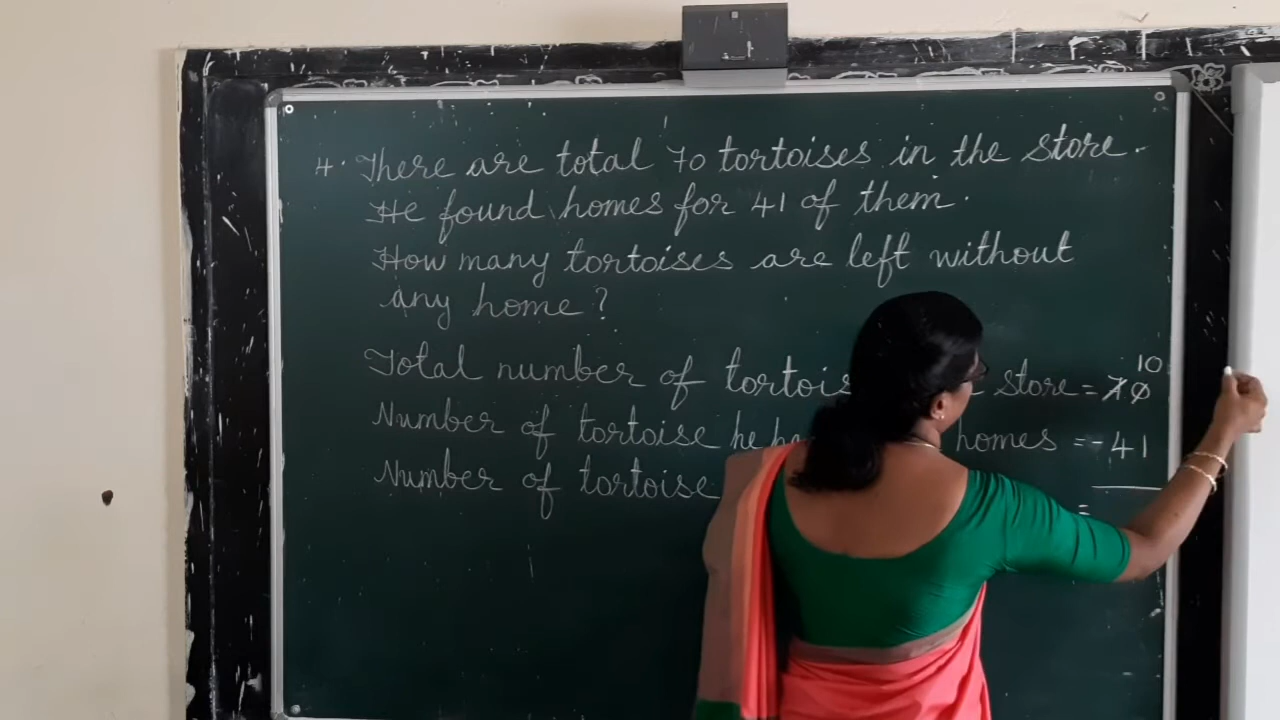 4. There are total 70 tortoises in the store.
He found homes for 41 of them.
How many tortoises are left without
any home?
10
Total number of store = 70
Number of tortoise he homes = - 41
Number of tortoise =